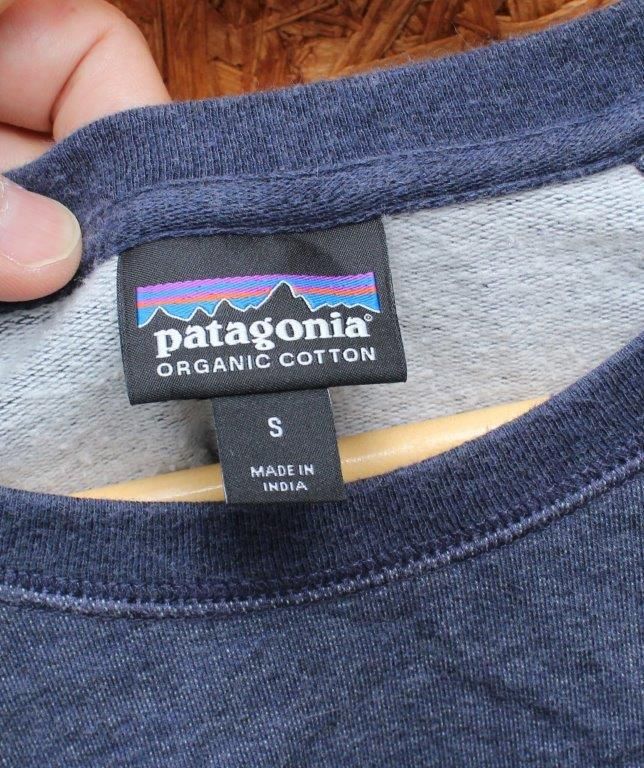 patagonia®
ORGANIC COTTON
S
MADE IN
INDIA